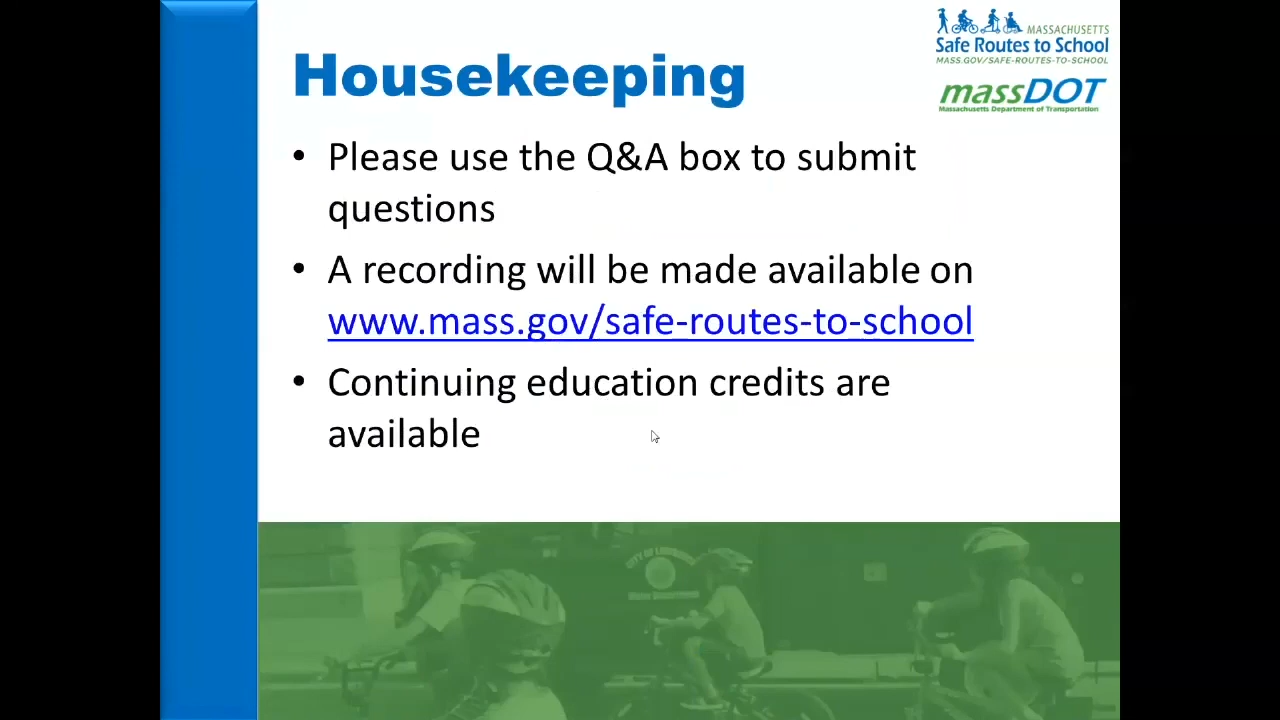 MASSACHUSETTS
Safe Routes to School
MASS.GOV/SAFE-ROUTES-TO-SCHOOL
massDOT
Massachusetts Department of Transportation
Housekeeping
• Please use the Q&A box to submit
questions
• A recording will be made available on
www.mass.gov/safe-routes-to-school
• Continuing education credits are
available
CITY OF